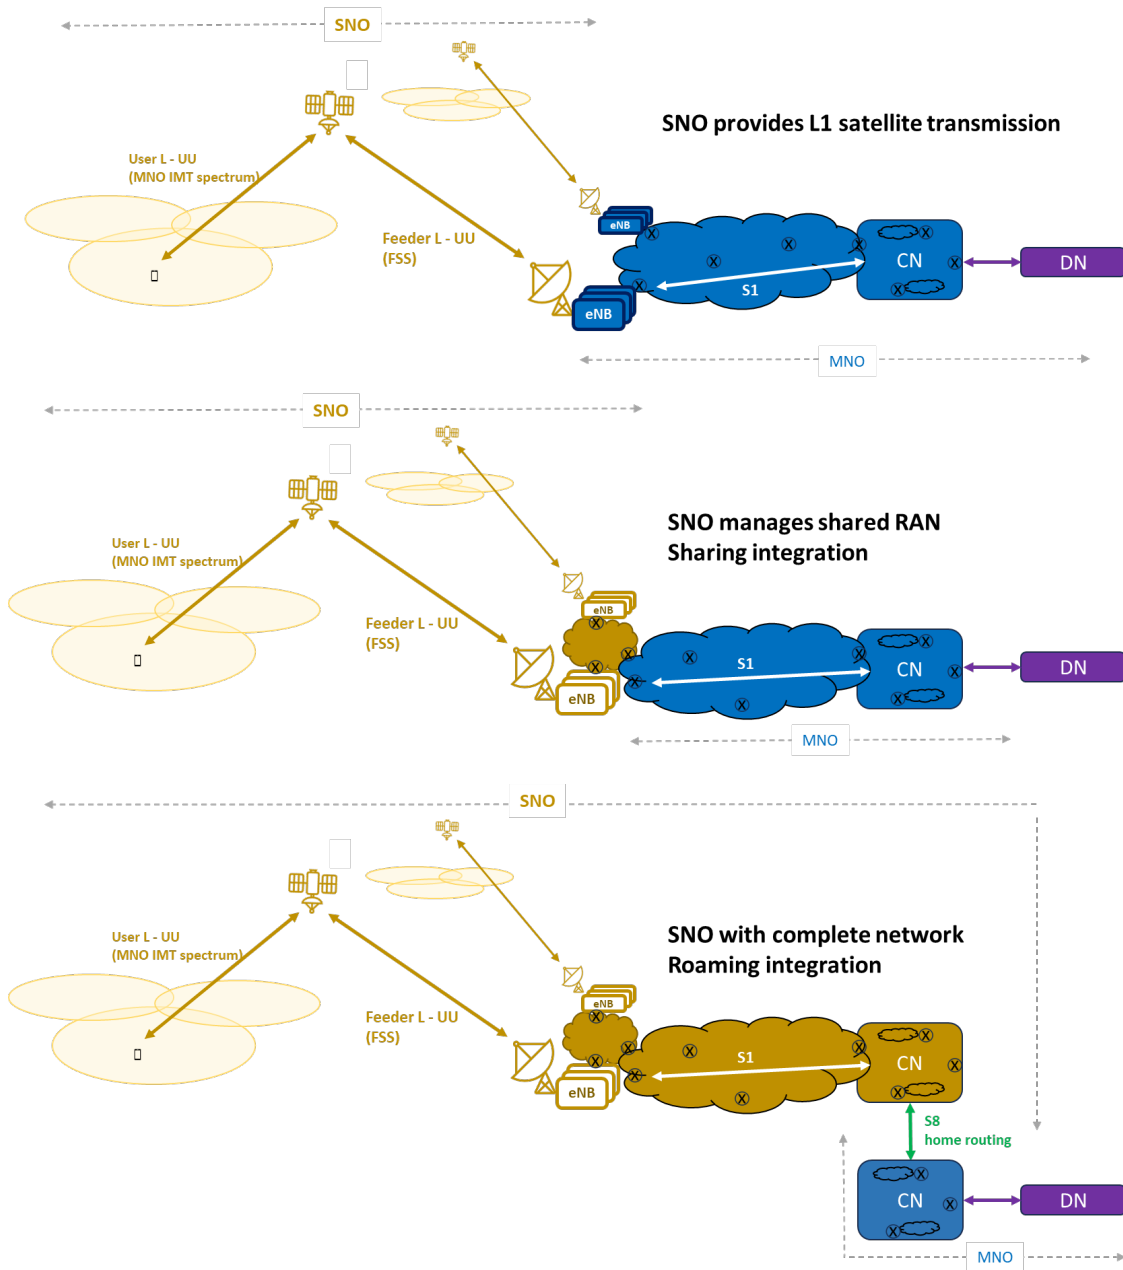 SNO
SNO provides L1 satellite transmission
User L - UU
(MNO IMT spectrum)
Feeder L - UU
(FSS)
eNB
eNB
S1
CN
DN
MNO
SNO
SNO manages shared RAN
Sharing integration
User L - UU
(MNO IMT spectrum)
Feeder L - UU
(FSS)
eNB
eNB
S1
CN
DN
MNO
SNO
SNO with complete network
Roaming integration
User L - UU
(MNO IMT spectrum)
Feeder L - UU
(FSS)
eNB
eNB
S1
CN
S8
home routing
CN
DN
MNO